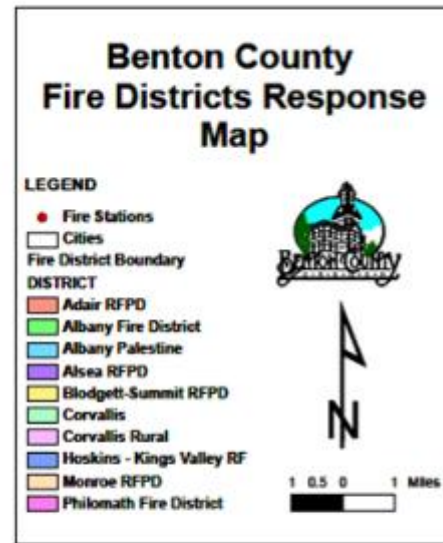 Benton County
Fire Districts Response
Map
LEGEND
Fire Stations
Cities
Fire District Boundary
DISTRICT
Adair RFPD
Albany Fire District
Albany Palestine
Alsea RFPD
Blodgett-Summit RFPD
Corvallis
Corvallis Rural
Hoskins - Kings Valley RF
Monroe RFPD
Philomath Fire District
Benton County
N
1 0.5 0 1 Miles